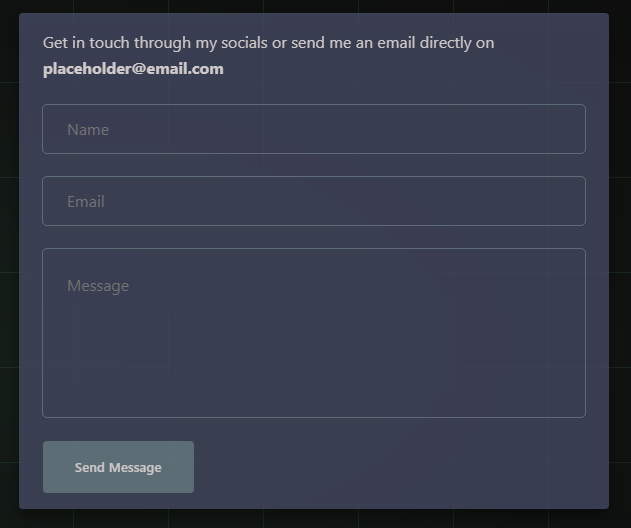 Get in touch through my socials or send me an email directly on
placeholder@email.com
Name
Email
Message
Send Message